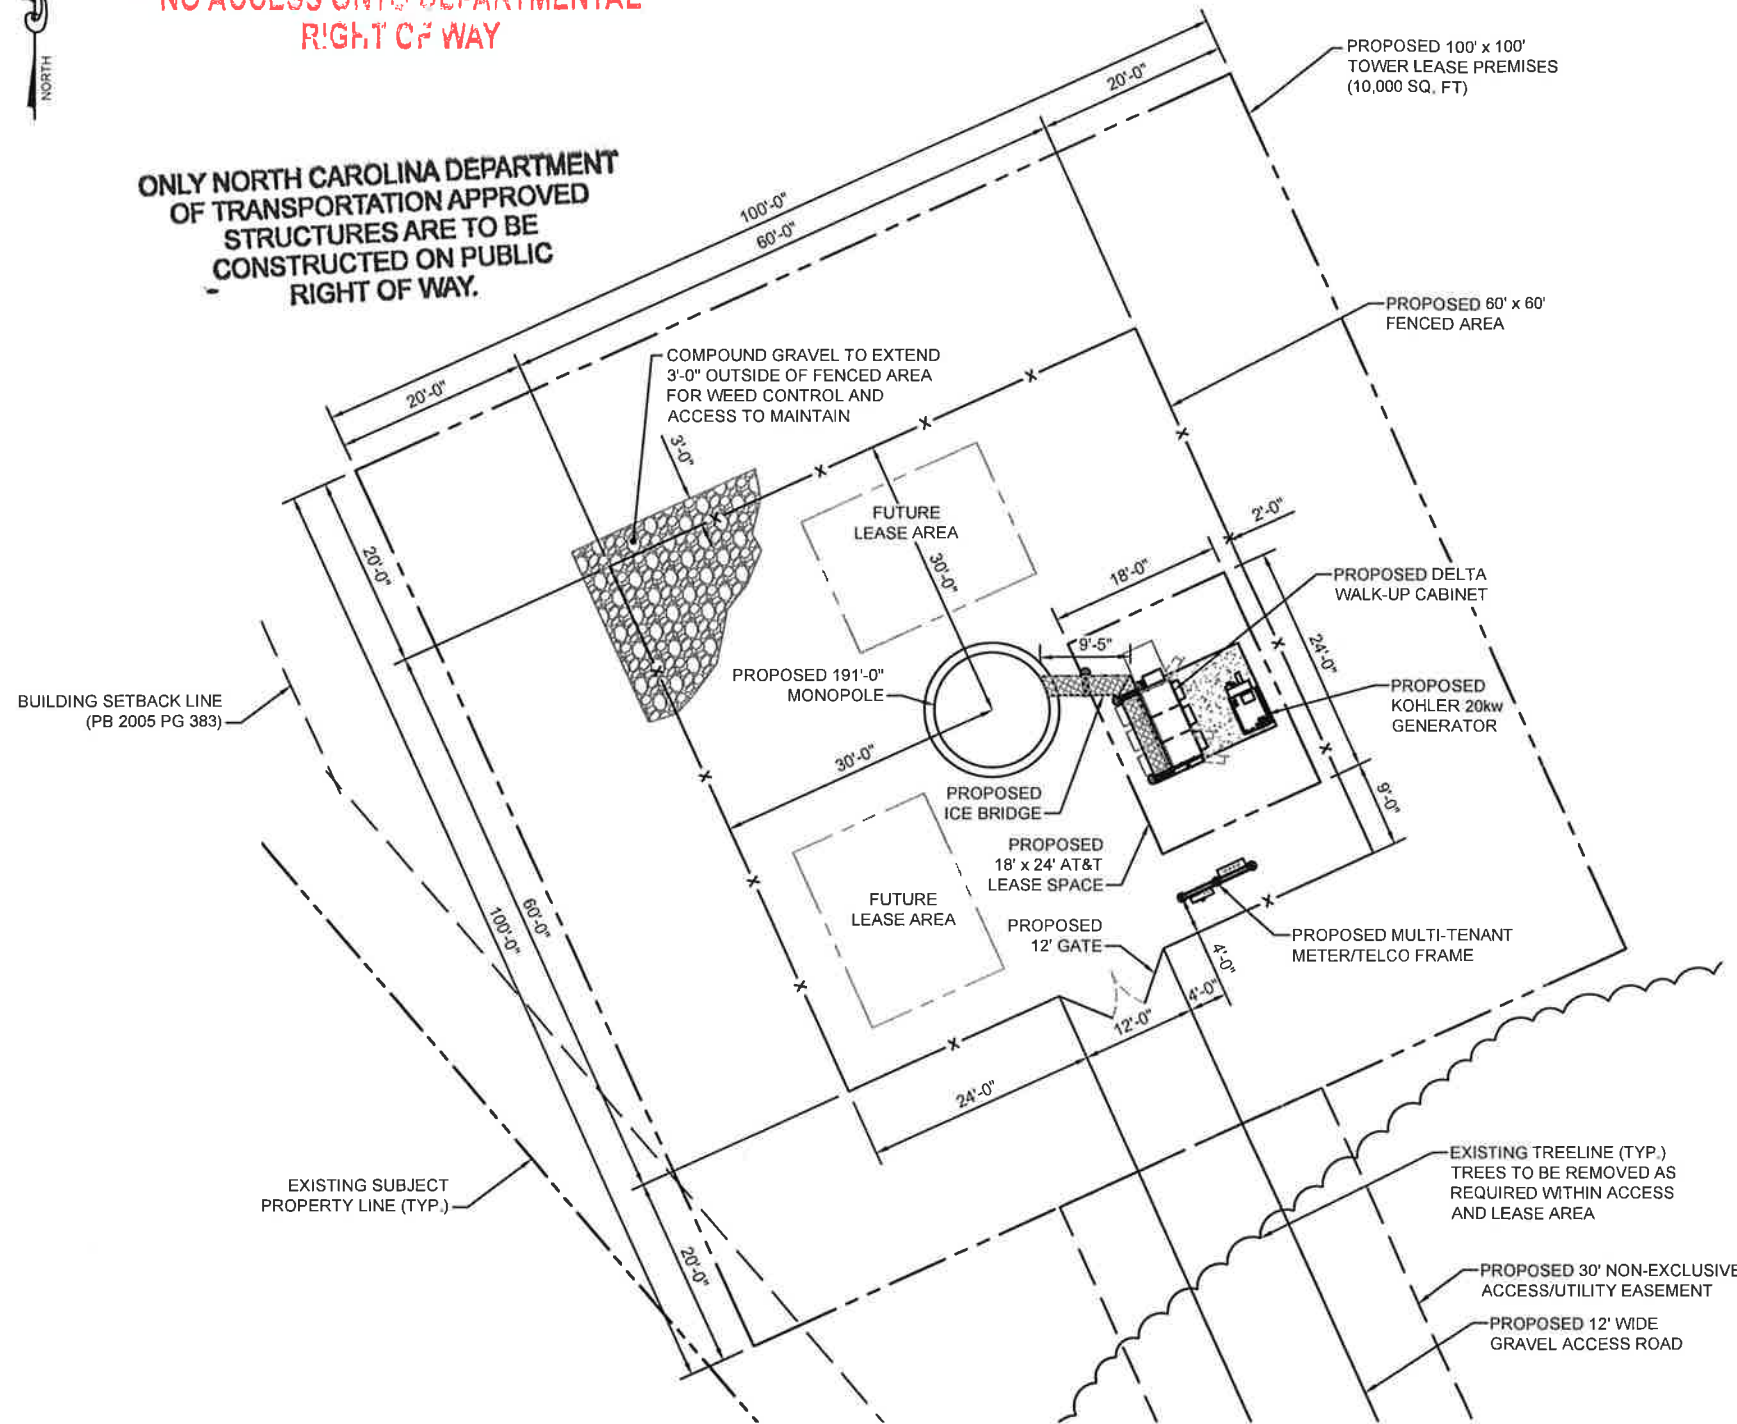 NO ACCESS ONTO DEPARTMENTAL
RIGHT OF WAY
NORTH
ONLY NORTH CAROLINA DEPARTMENT
OF TRANSPORTATION APPROVED
STRUCTURES ARE TO BE
CONSTRUCTED ON PUBLIC
RIGHT OF WAY.
PROPOSED 100' x 100'
TOWER LEASE PREMISES
(10,000 SQ. FT)
20'-0"
100'-0"
60'-0"
20'-0"
PROPOSED 60' x 60'
FENCED AREA
COMPOUND GRAVEL TO EXTEND
3'-0" OUTSIDE OF FENCED AREA
FOR WEED CONTROL AND
ACCESS TO MAINTAIN
3'-0"
FUTURE
LEASE AREA
30'-0"
2'-0"
18'-0"
PROPOSED DELTA
WALK-UP CABINET
20'-0"
9'-5"
24'-0"
PROPOSED 191'-0"
MONOPOLE
PROPOSED
KOHLER 20kw
GENERATOR
BUILDING SETBACK LINE
(PB 2005 PG 383)
30'-0"
PROPOSED
ICE BRIDGE
9'-0"
PROPOSED
18' x 24' AT&T
LEASE SPACE
FUTURE
LEASE AREA
60'-0"
100'-0"
PROPOSED
12' GATE
PROPOSED MULTI-TENANT
METER/TELCO FRAME
4'-0"
4'-0"
12'-0"
24'-0"
EXISTING SUBJECT
PROPERTY LINE (TYP.)
20'-0"
EXISTING TREELINE (TYP.)
TREES TO BE REMOVED AS
REQUIRED WITHIN ACCESS
AND LEASE AREA
PROPOSED 30' NON-EXCLUSIVE
ACCESS/UTILITY EASEMENT
PROPOSED 12' WIDE
GRAVEL ACCESS ROAD